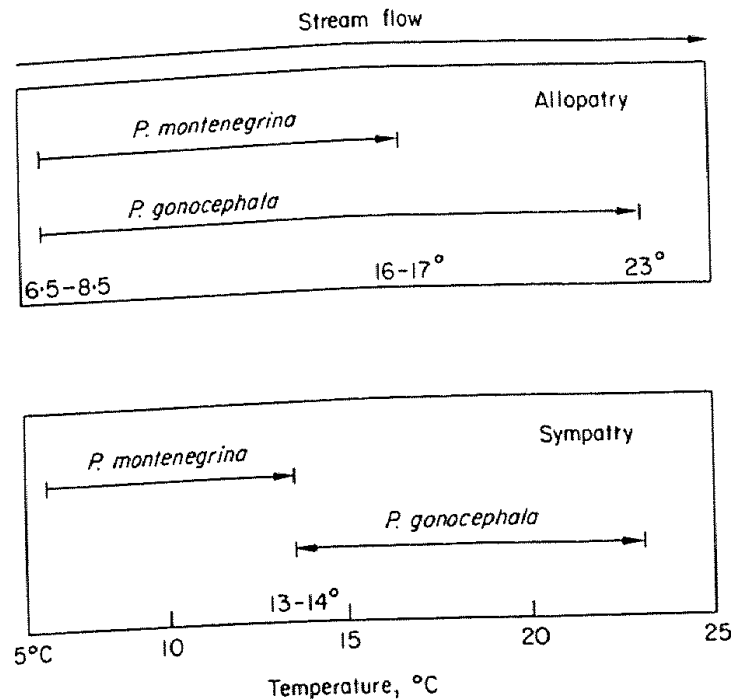 Stream flow
Allopatry
P. montenegrina
P. gonocephala
6·5–8·5
16–17°
23°
Sympatry
P. montenegrina
P. gonocephala
13–14°
5°C 10 15 20 25
Temperature, °C